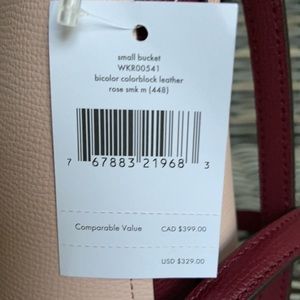 small bucket
WKR00541
bicolor colorblock leather
rose smk m (448)
7 67883 21968 3
Comparable Value CAD $399.00
USD $329.00